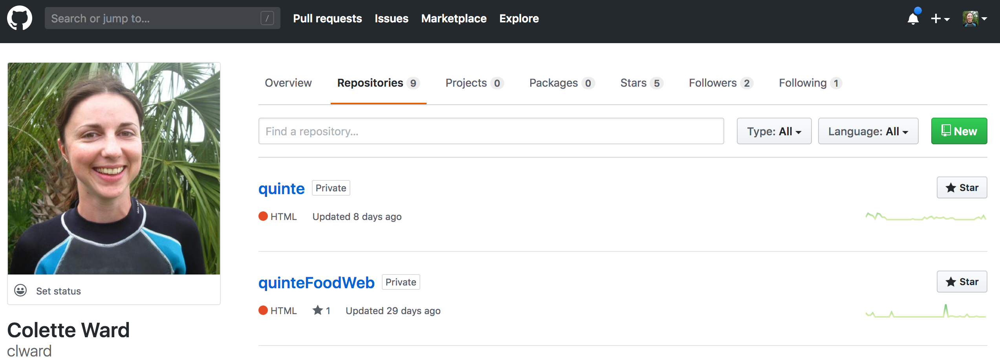 Search or jump to... /
Pull requests Issues Marketplace Explore
Overview Repositories 9 Projects 0 Packages 0 Stars 5 Followers 2 Following 1
Find a repository... Type: All Language: All New
quinte Private Star
HTML Updated 8 days ago
quinteFoodWeb Private Star
HTML 1 Updated 29 days ago
Set status
Colette Ward
clward